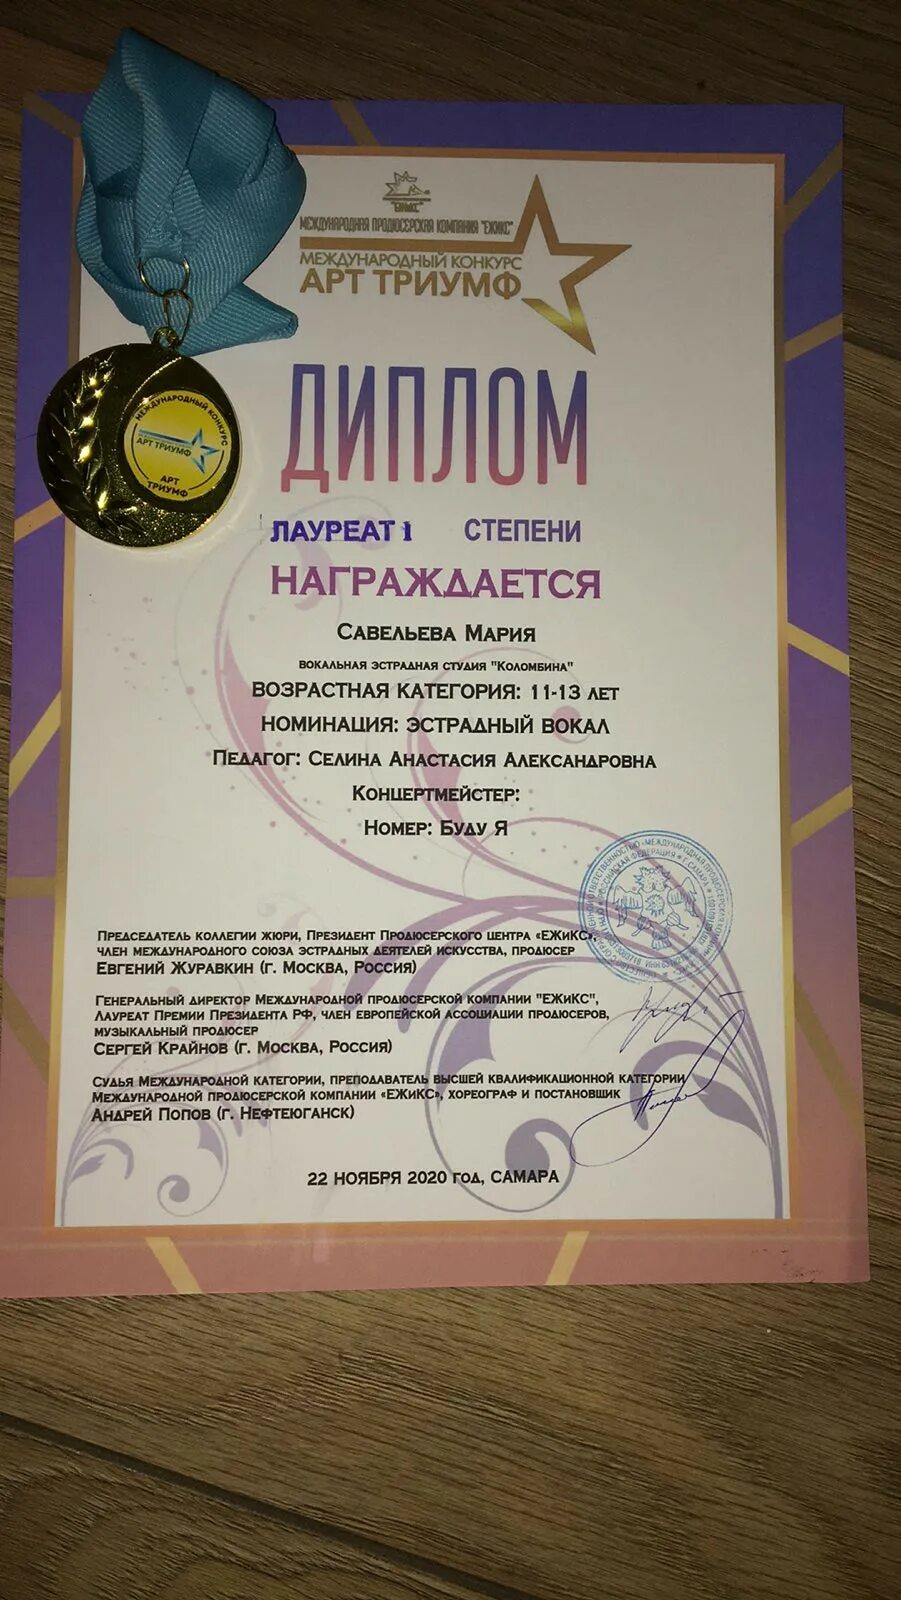 "ЕЖиКС"
МЕЖДУНАРОДНАЯ ПРОДЮСЕРСКАЯ КОМПАНИЯ "ЕЖИКС"
МЕЖДУНАРОДНЫЙ КОНКУРС
АРТ ТРИУМФ
МЕЖДУНАРОДНЫЙ КОНКУРС
АРТ ТРИУМФ
АРТ
ТРИУМФ
ДИПЛОМ
ЛАУРЕАТ I СТЕПЕНИ
НАГРАЖДАЕТСЯ
Савельева Мария
вокальная эстрадная студия "Коломбина"
ВОЗРАСТНАЯ КАТЕГОРИЯ: 11-13 лет
НОМИНАЦИЯ: ЭСТРАДНЫЙ ВОКАЛ
Педагог: Селина Анастасия Александровна
Концертмейстер:
Номер: Буду Я
Председатель коллегии жюри, Президент Продюсерского центра «ЕЖиКС»,
член международного союза эстрадных деятелей искусства, продюсер
Евгений Журавкин (г. Москва, Россия)
Генеральный директор Международной продюсерской компании "ЕЖиКС",
Лауреат Премии Президента РФ, член европейской ассоциации продюсеров,
музыкальный продюсер
Сергей Крайнов (г. Москва, Россия)
Судья Международной категории, преподаватель высшей квалификационной категории
Международной продюсерской компании «ЕЖиКС», хореограф и постановщик
Андрей Попов (г. Нефтеюганск)
22 НОЯБРЯ 2020 год, САМАРА